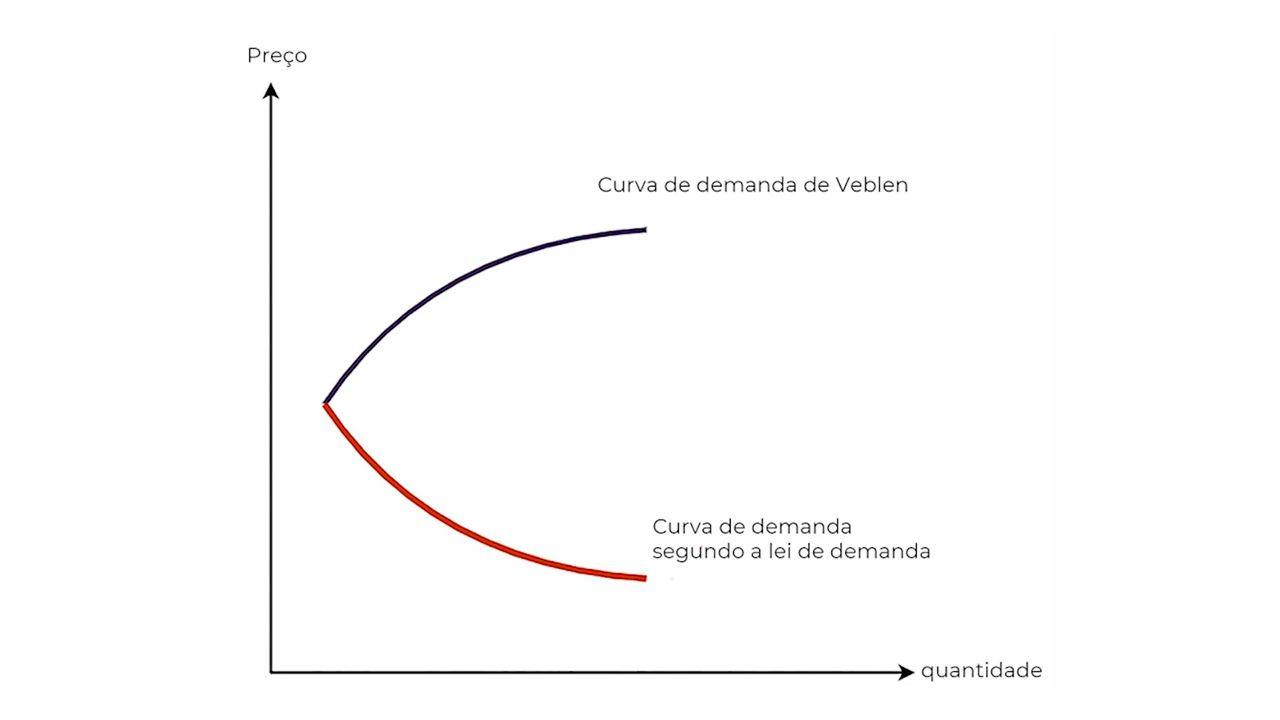 Preço
Curva de demanda de Veblen
Curva de demanda
segundo a lei de demanda
quantidade